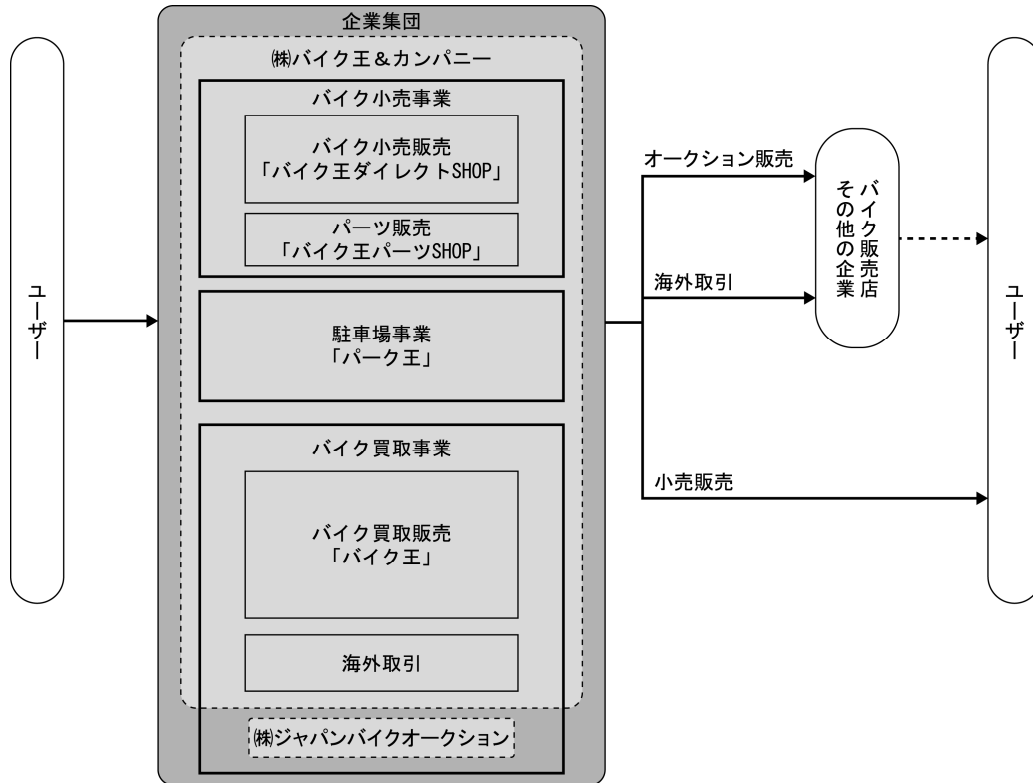 企業集団
㈱バイク王＆カンパニー
バイク小売事業
バイク小売販売
「バイク王ダイレクトSHOP」
パーツ販売
「バイク王パーツSHOP」
駐車場事業
「パーク王」
バイク買取事業
バイク買取販売
「バイク王」
海外取引
㈱ジャパンバイクオークション
ユーザー
オークション販売
海外取引
小売販売
バイク販売店
その他の企業
ユーザー